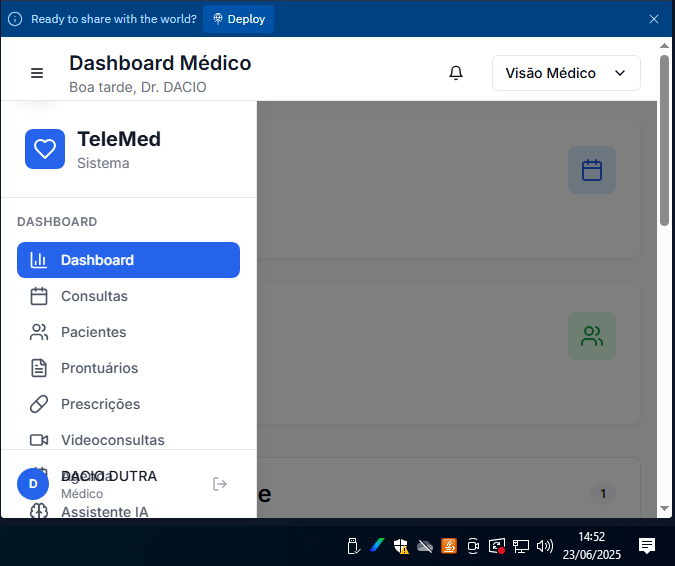 Ready to share with the world? Deploy
Dashboard Médico
Boa tarde, Dr. DACIO
Visão Médico
TeleMed
Sistema
DASHBOARD
Dashboard
Consultas
Pacientes
Prontuários
Prescrições
Videoconsultas
Agenda
D
DACIO DUTRA
Médico
Assistente IA
e
1
14:52
23/06/2025